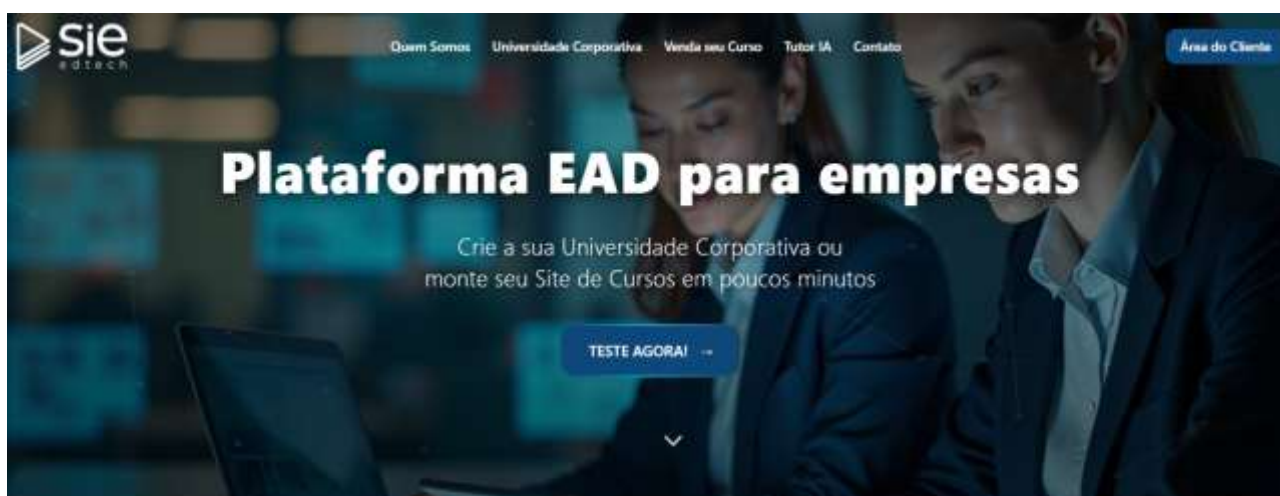 sie
edtech
Quem Somos Universidade Corporativa Venda seu Curso Tutor IA Contato
Área do Cliente
Plataforma EAD para empresas
Crie a sua Universidade Corporativa ou
monte seu Site de Cursos em poucos minutos
TESTE AGORA! →